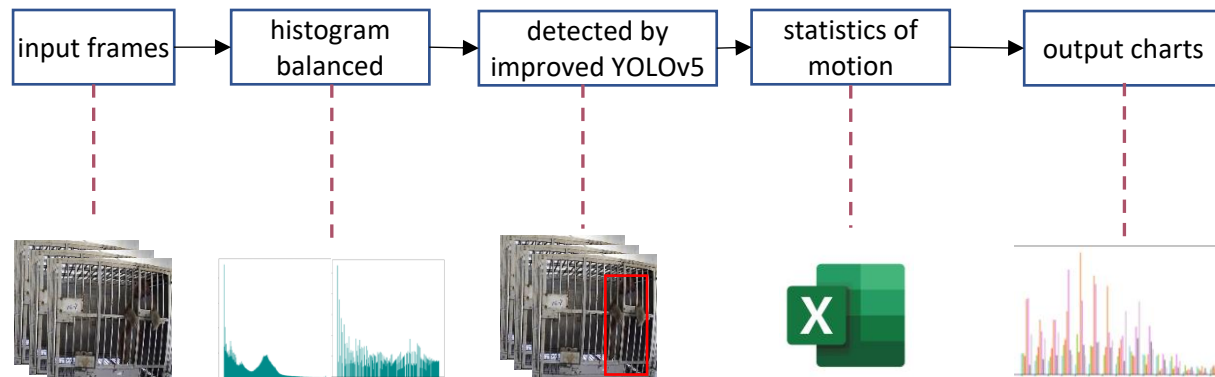 input frames
histogram
balanced
detected by
improved YOLOv5
statistics of
motion
output charts
X